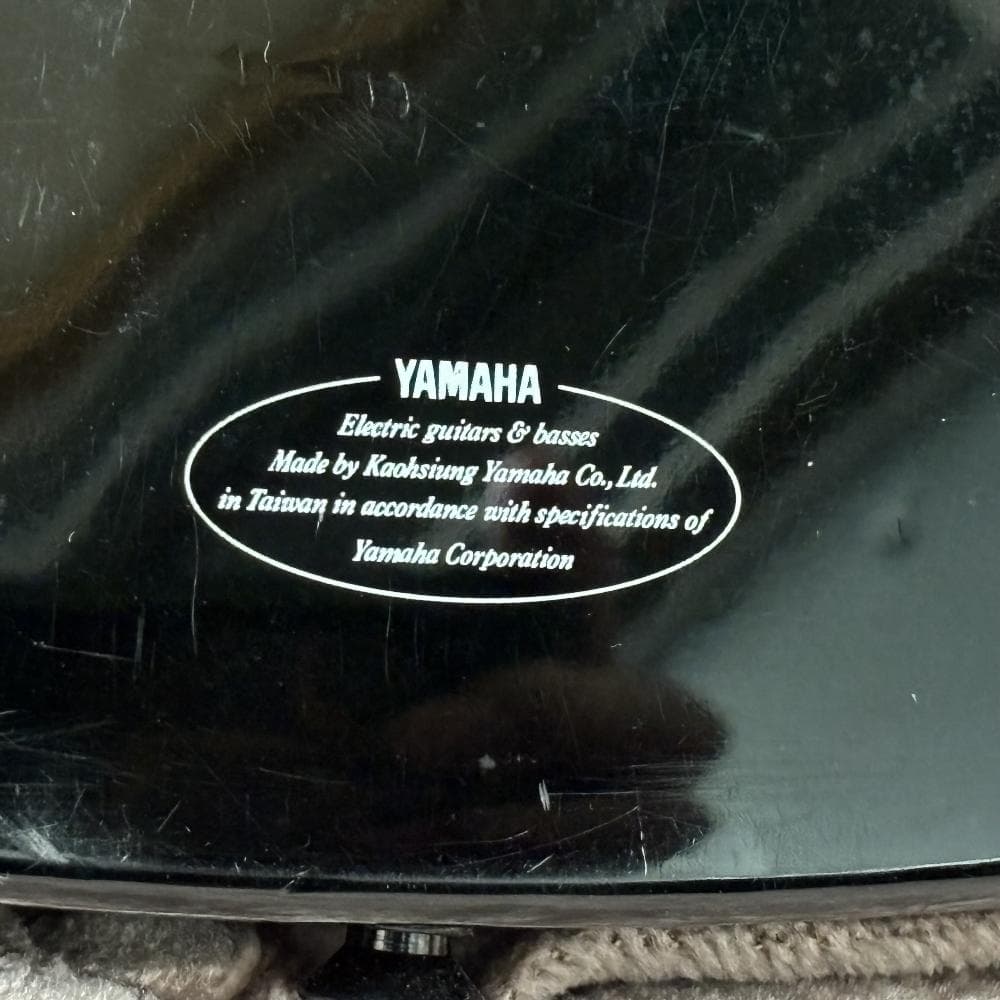 YAMAHA
Electric guitars & basses
Made by Kaohsiung Yamaha Co., Ltd.
in Taiwan in accordance with specifications of
Yamaha Corporation